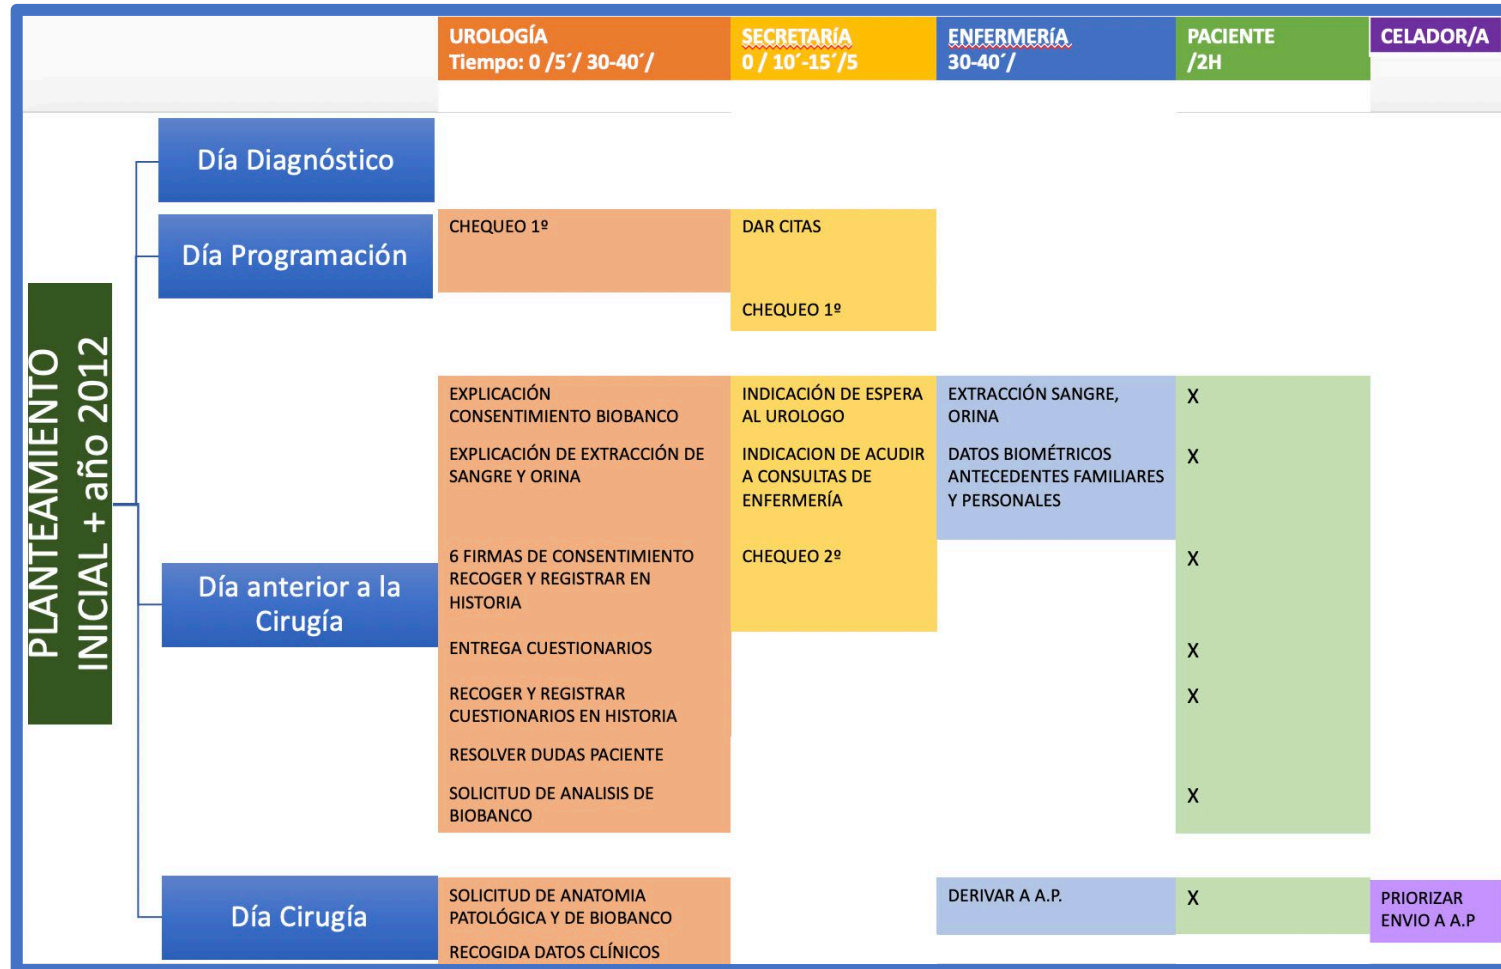 UROLOGÍA
Tiempo: 0 /5´/ 30-40´/
SECRETARÍA
0 / 10´-15´/5
ENFERMERÍA
30-40´/
PACIENTE
/2H
CELADOR/A
PLANTEAMIENTO
INICIAL + año 2012
Día Diagnóstico
Día Programación
CHEQUEO 1º
DAR CITAS
CHEQUEO 1º
Día anterior a la
Cirugía
EXPLICACIÓN
CONSENTIMIENTO BIOBANCO
INDICACIÓN DE ESPERA
AL UROLOGO
EXTRACCIÓN SANGRE,
ORINA
X
EXPLICACIÓN DE EXTRACCIÓN DE
SANGRE Y ORINA
INDICACION DE ACUDIR
A CONSULTAS DE
ENFERMERÍA
DATOS BIOMÉTRICOS
ANTECEDENTES FAMILIARES
Y PERSONALES
X
6 FIRMAS DE CONSENTIMIENTO
RECOGER Y REGISTRAR EN
HISTORIA
CHEQUEO 2º
X
ENTREGA CUESTIONARIOS
X
RECOGER Y REGISTRAR
CUESTIONARIOS EN HISTORIA
X
RESOLVER DUDAS PACIENTE
SOLICITUD DE ANALISIS DE
BIOBANCO
X
Día Cirugía
SOLICITUD DE ANATOMIA
PATOLÓGICA Y DE BIOBANCO
DERIVAR A A.P.
X
PRIORIZAR
ENVIO A A.P
RECOGIDA DATOS CLÍNICOS